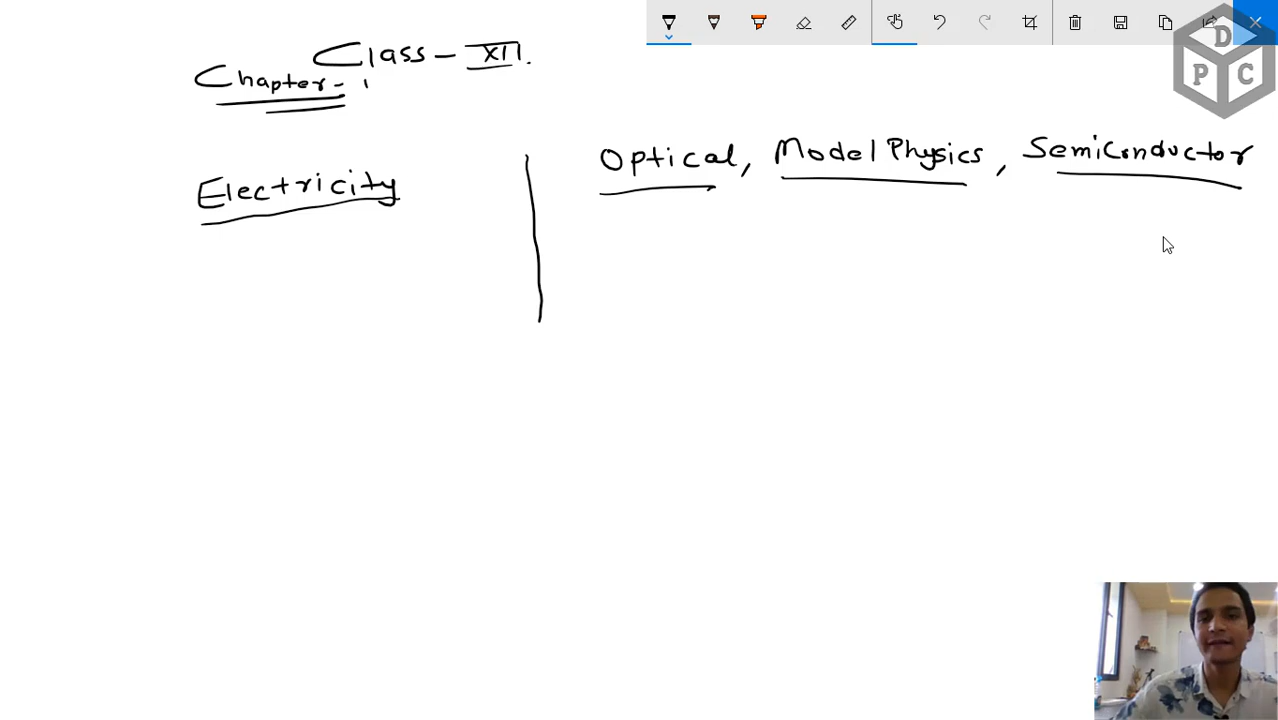 Class - XII.
Chapter - 1
Electricity
Optical, Model Physics, Semiconductor
D
P C